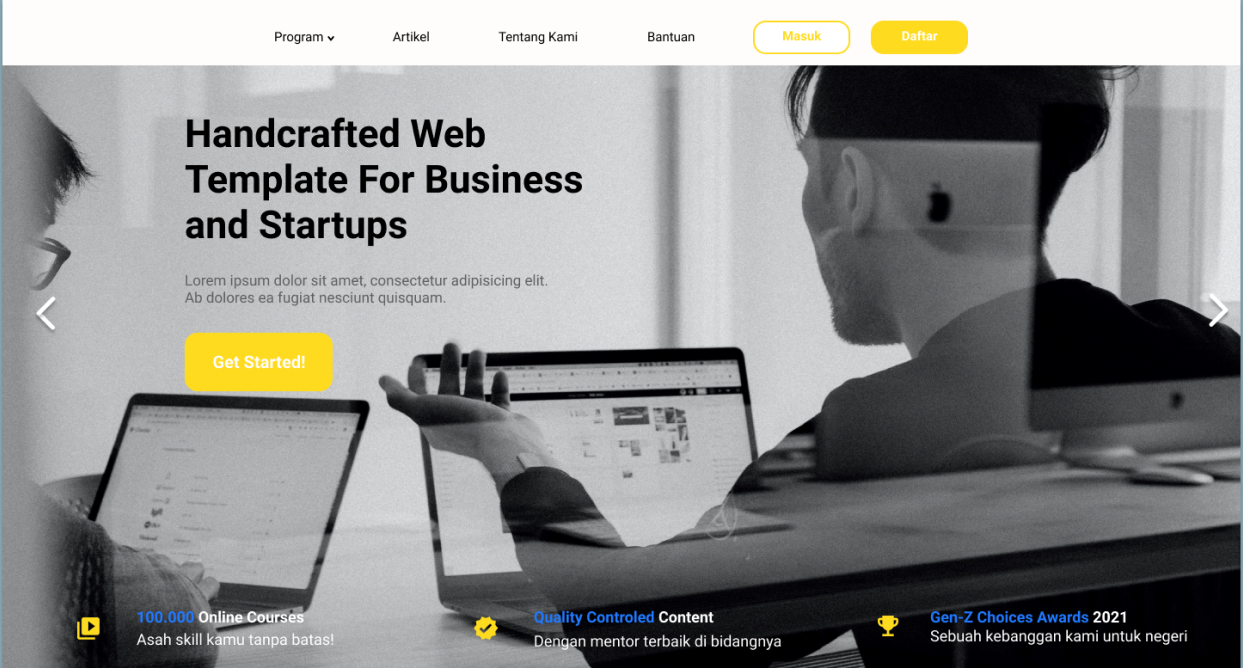 Program
Artikel
Tentang Kami
Bantuan
Masuk
Daftar
Handcrafted Web
Template For Business
and Startups
Lorem ipsum dolor sit amet, consectetur adipisicing elit.
Ab dolores ea fugiat nesciunt quisquam.
Get Started!
100.000 Online Courses
Asah skill kamu tanpa batas!
Quality Controled Content
Dengan mentor terbaik di bidangnya
Gen-Z Choices Awards 2021
Sebuah kebanggan kami untuk negeri